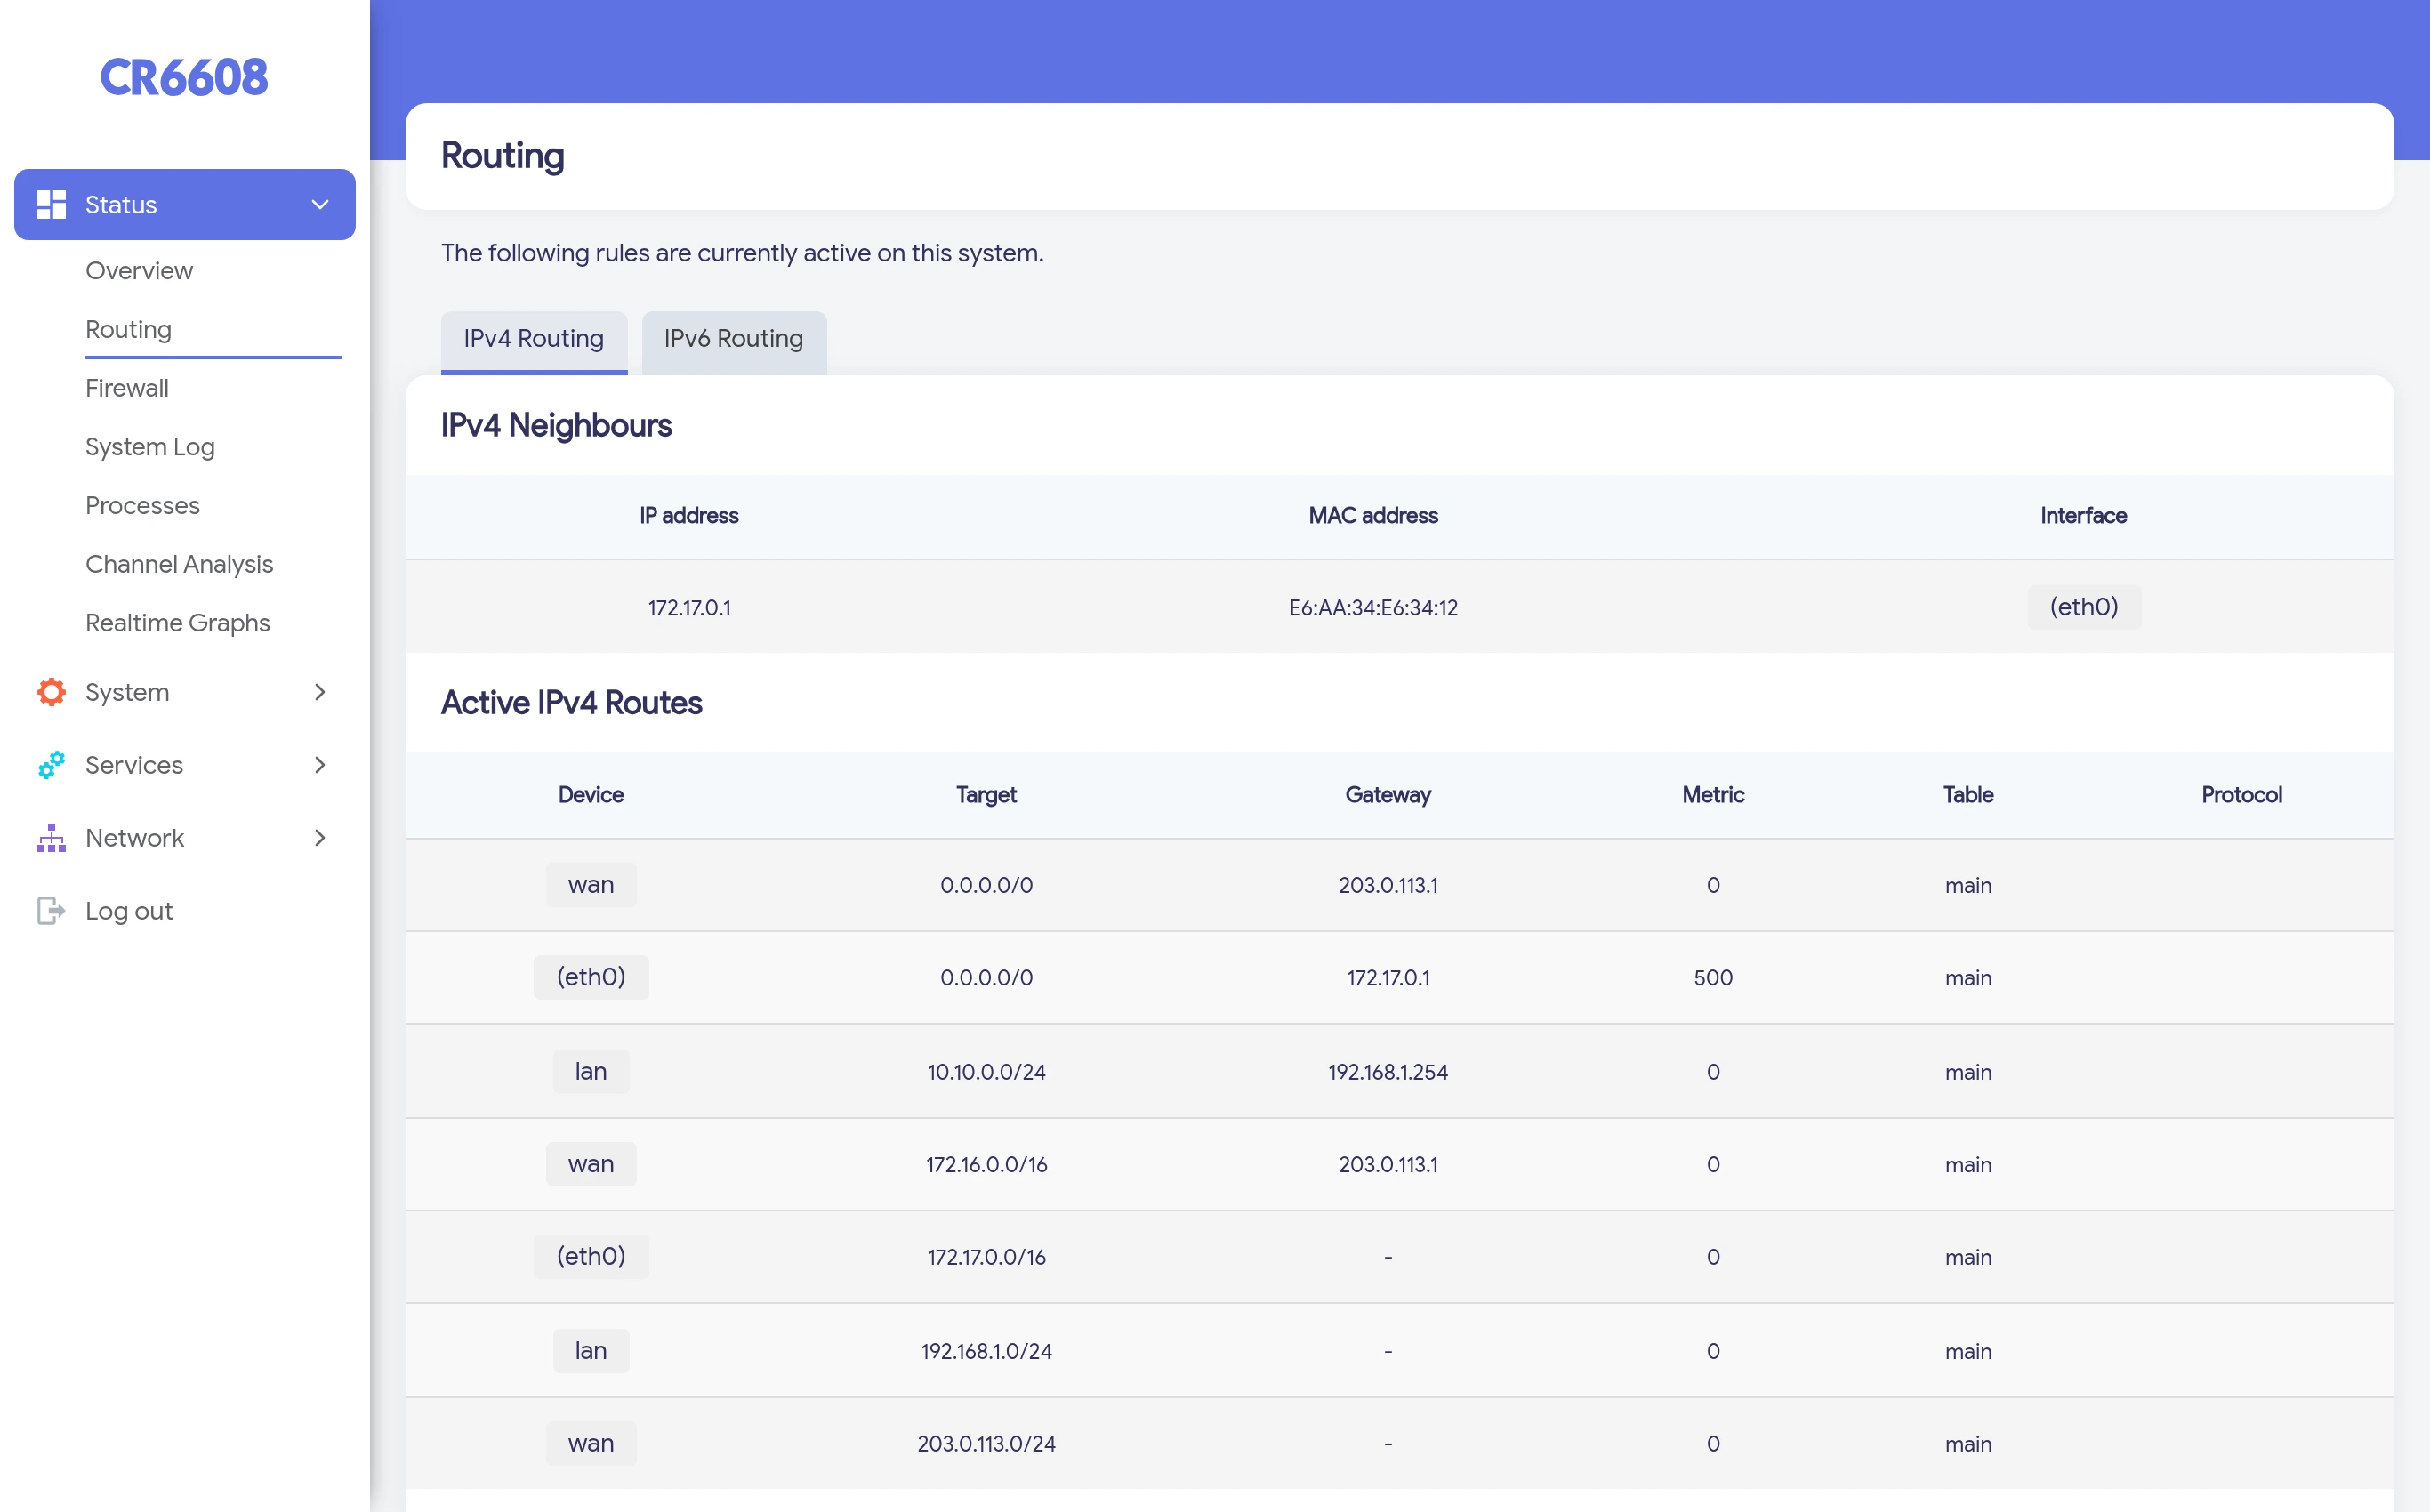 CR6608
Status
Overview
Routing
Firewall
System Log
Processes
Channel Analysis
Realtime Graphs
System
Services
Network
Log out
Routing
The following rules are currently active on this system.
IPv4 Routing IPv6 Routing
IPv4 Neighbours
IP address MAC address Interface
172.17.0.1 E6:AA:34:E6:34:12 (eth0)
Active IPv4 Routes
Device Target Gateway Metric Table Protocol
wan 0.0.0.0/0 203.0.113.1 0 main
(eth0) 0.0.0.0/0 172.17.0.1 500 main
lan 10.10.0.0/24 192.168.1.254 0 main
wan 172.16.0.0/16 203.0.113.1 0 main
(eth0) 172.17.0.0/16 - 0 main
lan 192.168.1.0/24 - 0 main
wan 203.0.113.0/24 - 0 main